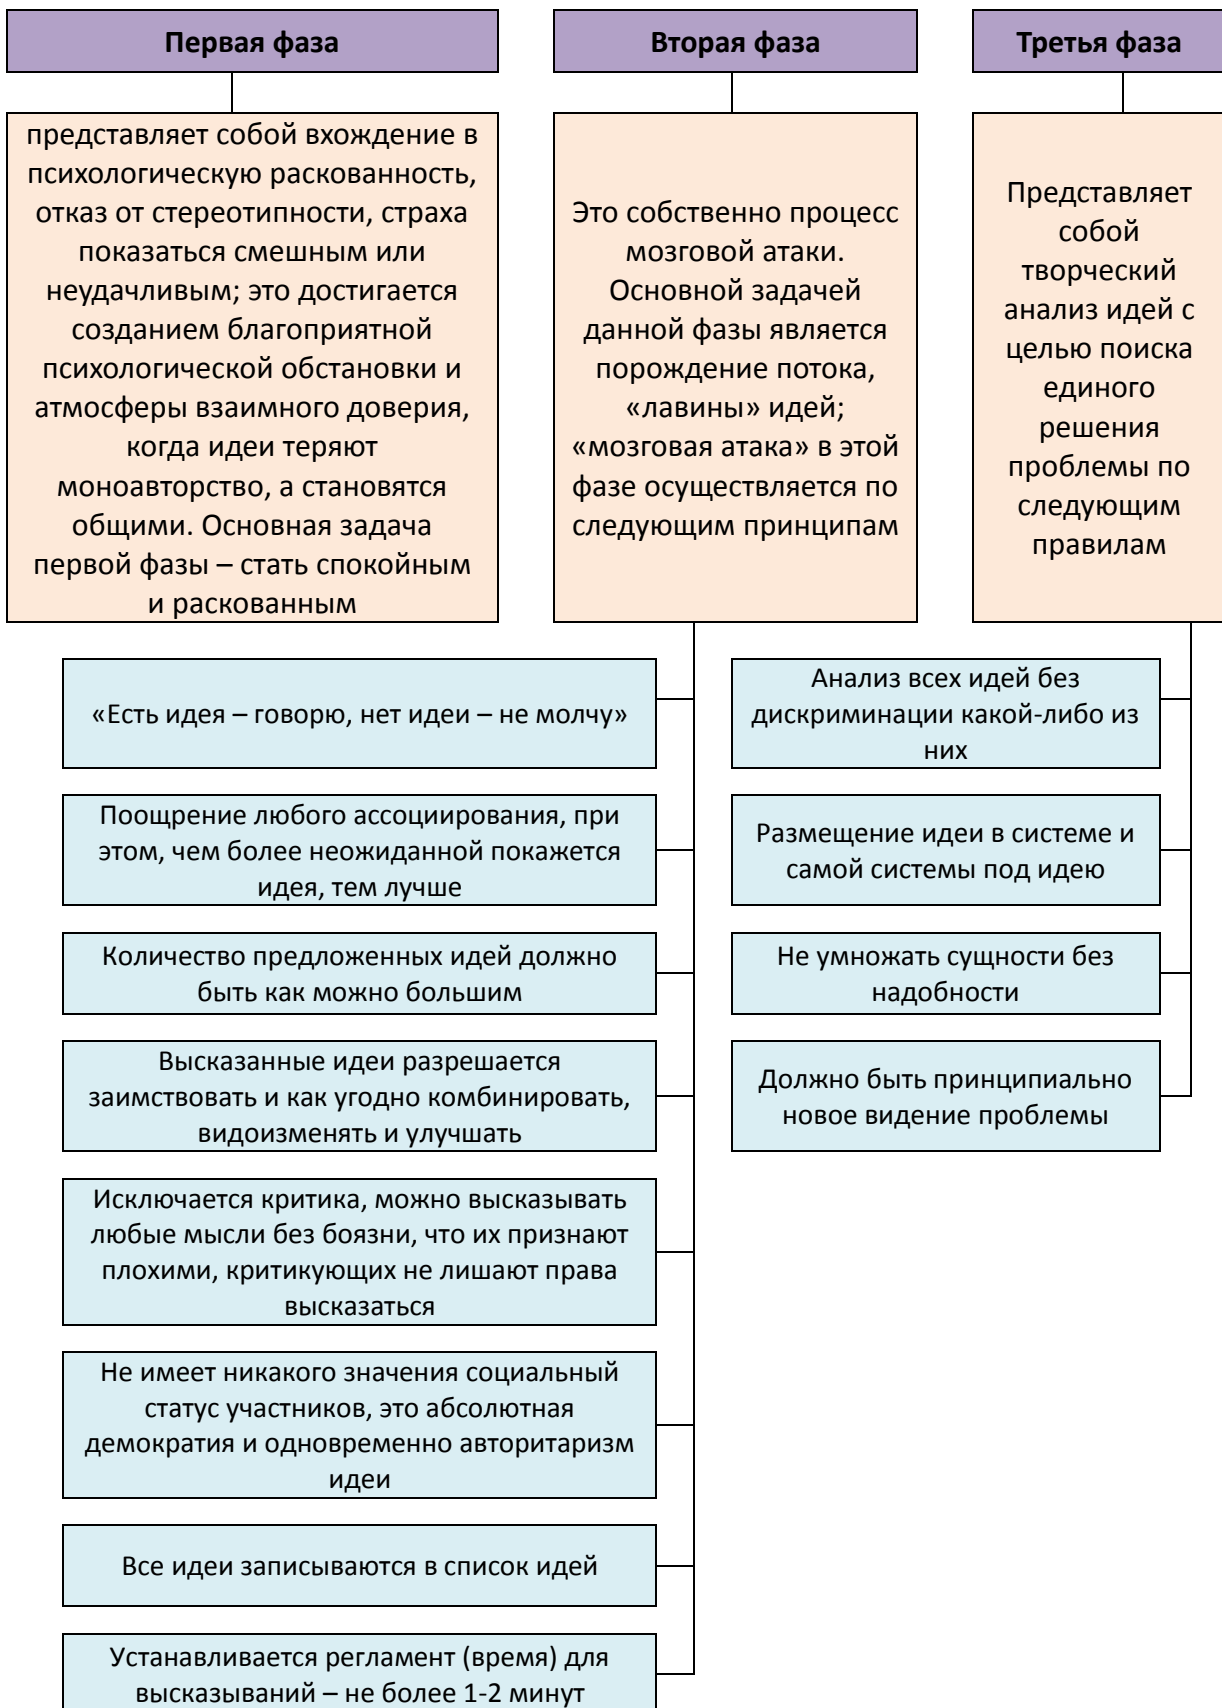 Первая фаза
представляет собой вхождение в
психологическую раскованность,
отказ от стереотипности, страха
показаться смешным или
неудачливым; это достигается
созданием благоприятной
психологической обстановки и
атмосферы взаимного доверия,
когда идеи теряют
моноавторство, а становятся
общими. Основная задача
первой фазы – стать спокойным
и раскованным
Вторая фаза
Это собственно процесс
мозговой атаки.
Основной задачей
данной фазы является
порождение потока,
«лавины» идей;
«мозговая атака» в этой
фазе осуществляется по
следующим принципам
Третья фаза
Представляет
собой
творческий
анализ идей с
целью поиска
единого
решения
проблемы по
следующим
правилам
«Есть идея – говорю, нет идеи – не молчу»
Поощрение любого ассоциирования, при
этом, чем более неожиданной покажется
идея, тем лучше
Количество предложенных идей должно
быть как можно большим
Высказанные идеи разрешается
заимствовать и как угодно комбинировать,
видоизменять и улучшать
Исключается критика, можно высказывать
любые мысли без боязни, что их признают
плохими, критикующих не лишают права
высказаться
Не имеет никакого значения социальный
статус участников, это абсолютная
демократия и одновременно авторитаризм
идеи
Все идеи записываются в список идей
Устанавливается регламент (время) для
высказываний – не более 1-2 минут
Анализ всех идей без
дискриминации какой-либо из
них
Размещение идеи в системе и
самой системы под идею
Не умножать сущности без
надобности
Должно быть принципиально
новое видение проблемы